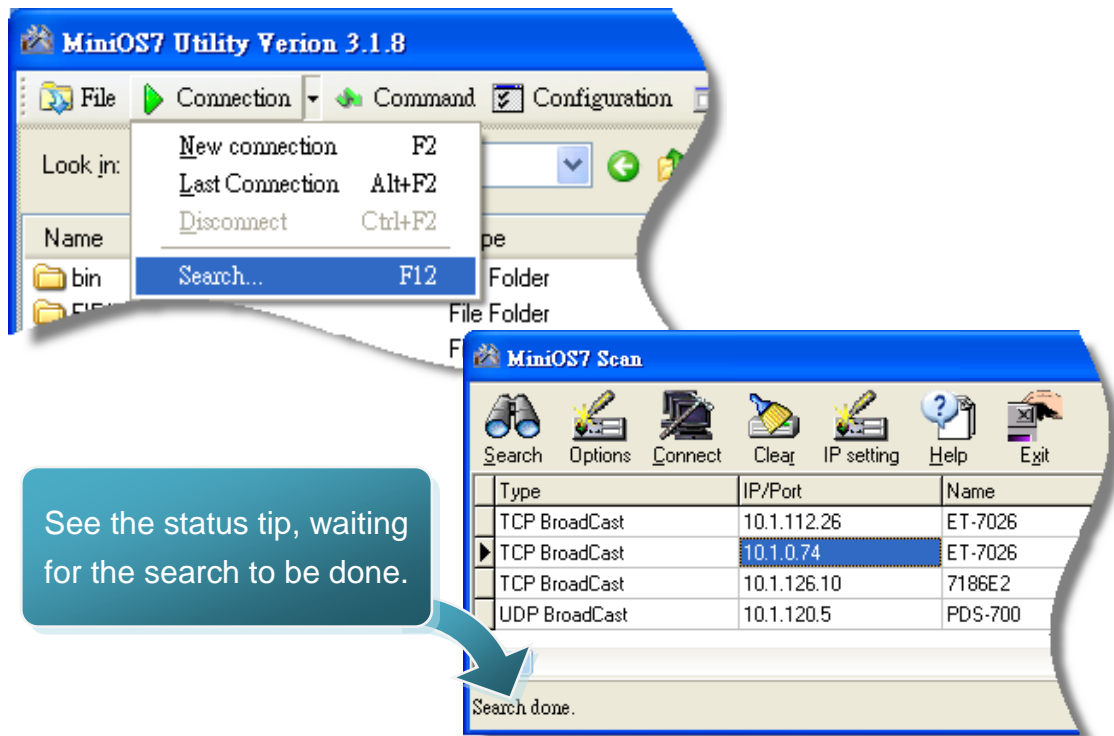 MiniOS7 Utility Verion 3.1.8
File Connection Command Configuration
New connection F2
Last Connection Alt+F2
Disconnect Ctrl+F2
Search... F12
Look in:
Name
bin Folder
File Folder
MiniOS7 Scan
Search Options Connect Clear IP setting Help Exit
Type IP/Port Name
TCP BroadCast 10.1.112.26 ET-7026
TCP BroadCast 10.1.0.74 ET-7026
TCP BroadCast 10.1.126.10 7186E2
UDP BroadCast 10.1.120.5 PDS-700
Search done.
See the status tip, waiting
for the search to be done.